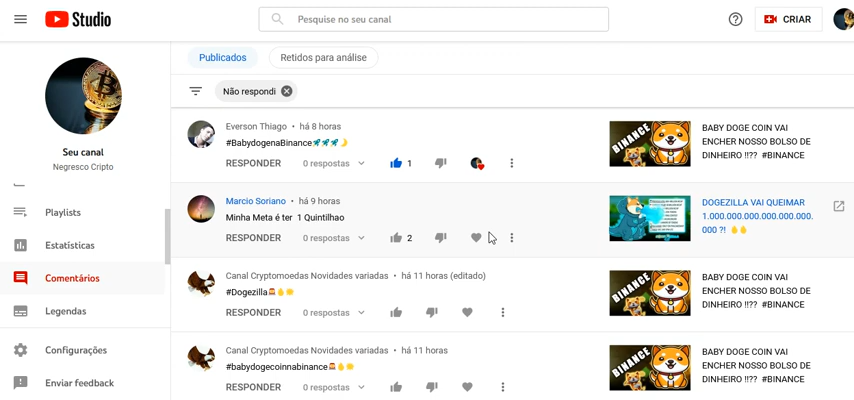 Studio
Pesquise no seu canal
CRIAR
Publicados
Retidos para análise
Não respondi
Seu canal
Negresco Cripto
Playlists
Estatísticas
Comentários
Legendas
Configurações
Enviar feedback
Everson Thiago • há 8 horas
#BabydogenaBinance🚀🚀🚀🌙
RESPONDER 0 respostas 1
BINANCE
BABY DOGE COIN VAI
ENCHER NOSSO BOLSO DE
DINHEIRO !!?? #BINANCE
Marcio Soriano • há 9 horas
Minha Meta é ter 1 Quintilhao
RESPONDER 0 respostas 2
DOGEZILLA VAI QUEIMAR
1.000.000.000.000.000.000.
000 ?! 🔥🔥
Canal Cryptomoedas Novidades variadas • há 11 horas (editado)
#Dogezilla
RESPONDER 0 respostas
BINANCE
BABY DOGE COIN VAI
ENCHER NOSSO BOLSO DE
DINHEIRO !!?? #BINANCE
Canal Cryptomoedas Novidades variadas • há 11 horas
#babydogecoinnabinance
RESPONDER 0 respostas
BINANCE
BABY DOGE COIN VAI
ENCHER NOSSO BOLSO DE
DINHEIRO !!?? #BINANCE